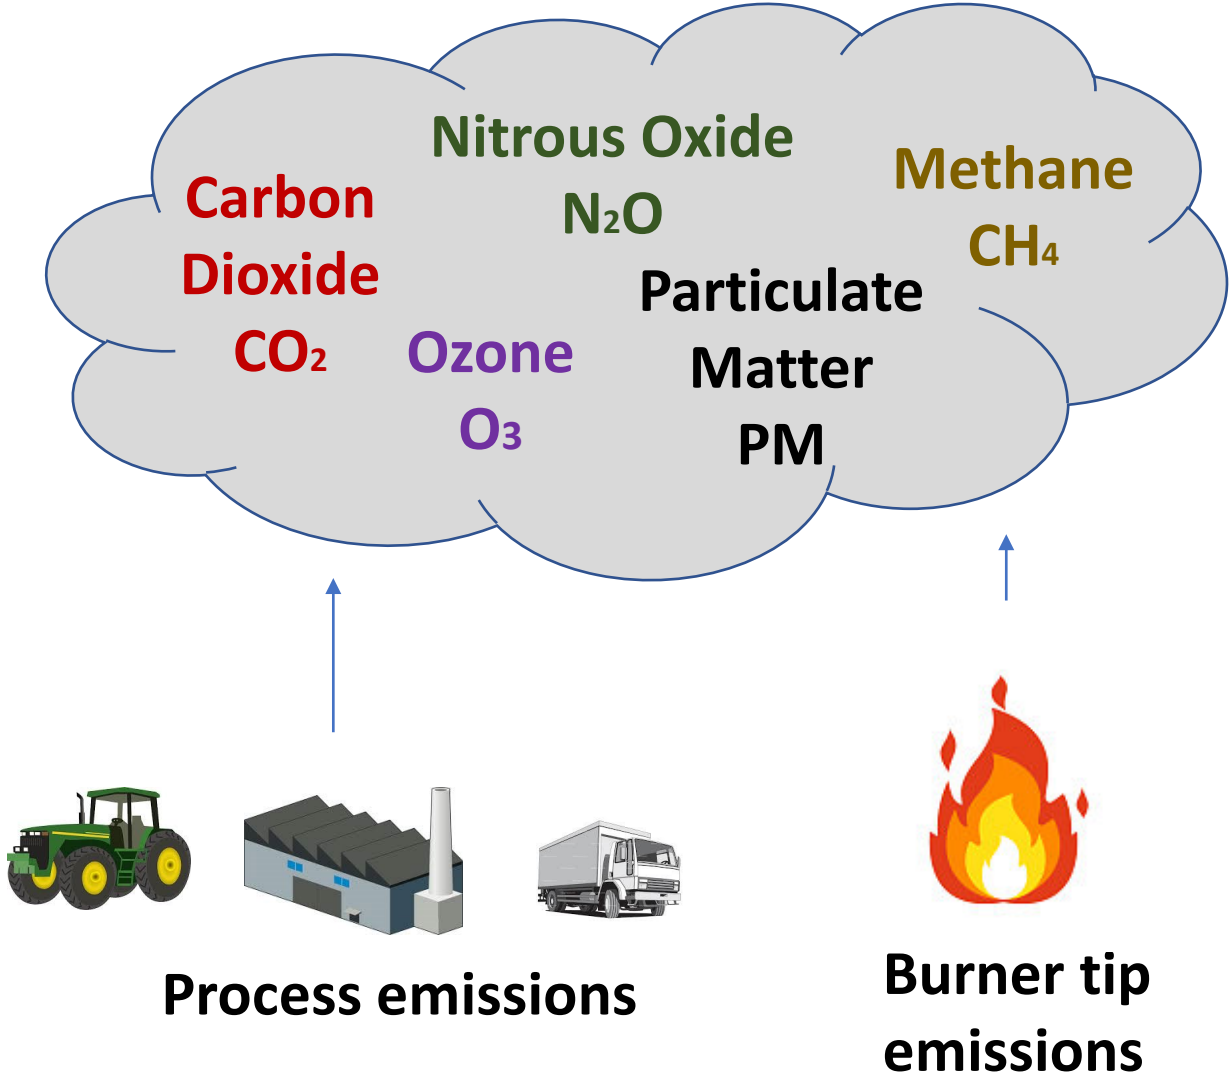 Nitrous Oxide
N₂O
Methane
CH₄
Carbon
Dioxide
CO₂
Particulate
Matter
PM
Ozone
O₃
Process emissions
Burner tip
emissions